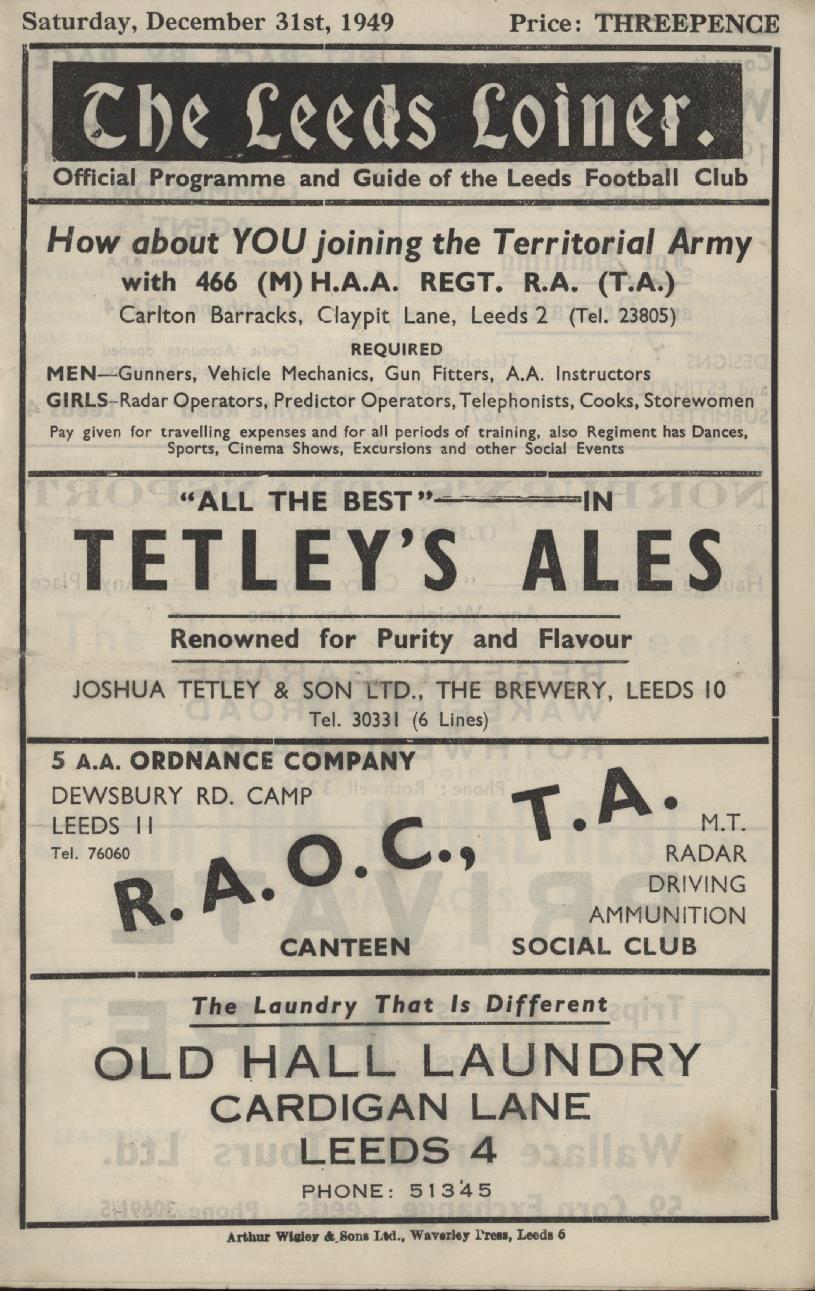 Saturday, December 31st, 1949 Price: THREEPENCE
The Leeds Loiner.
Official Programme and Guide of the Leeds Football Club
How about YOU joining the Territorial Army
with 466 (M) H.A.A. REGT. R.A. (T.A.)
Carlton Barracks, Claypit Lane, Leeds 2 (Tel. 23805)
REQUIRED
MEN—Gunners, Vehicle Mechanics, Gun Fitters, A.A. Instructors
GIRLS—Radar Operators, Predictor Operators, Telephonists, Cooks, Storewomen
Pay given for travelling expenses and for all periods of training, also Regiment has Dances,
Sports, Cinema Shows, Excursions and other Social Events
"ALL THE BEST"————IN
TETLEY'S ALES
Renowned for Purity and Flavour
JOSHUA TETLEY & SON LTD., THE BREWERY, LEEDS 10
Tel. 30331 (6 Lines)
5 A.A. ORDNANCE COMPANY
DEWSBURY RD. CAMP
LEEDS 11
Tel. 76060
R.A.O.C., T.A.
M.T.
RADAR
DRIVING
AMMUNITION
CANTEEN SOCIAL CLUB
The Laundry That Is Different
OLD HALL LAUNDRY
CARDIGAN LANE
LEEDS 4
PHONE: 51345
Arthur Wigley & Sons Ltd., Waverley Press, Leeds 6